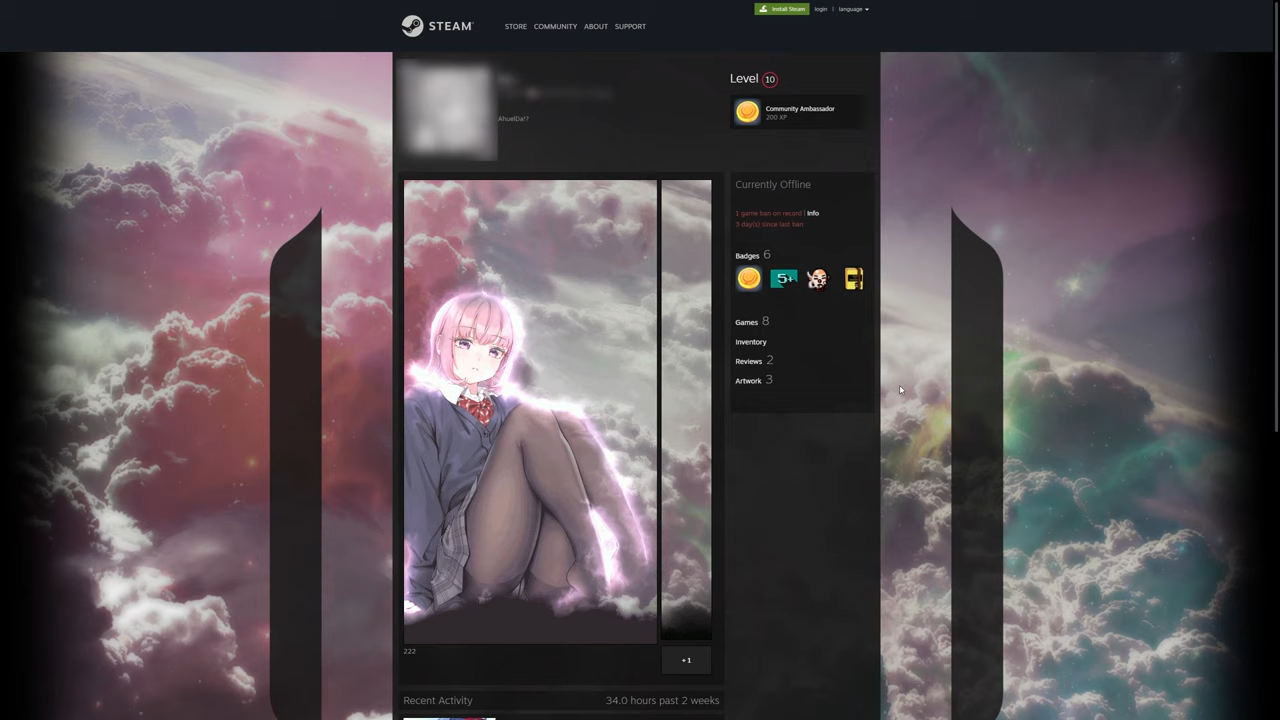 STEAM
STORE COMMUNITY ABOUT SUPPORT
Install Steam login | language
AhuelDa!?
Level 10
Community Ambassador
200 XP
Currently Offline
1 game ban on record | Info
3 day(s) since last ban
Badges 6
5+
Games 8
Inventory
Reviews 2
Artwork 3
222
+1
Recent Activity 34.0 hours past 2 weeks